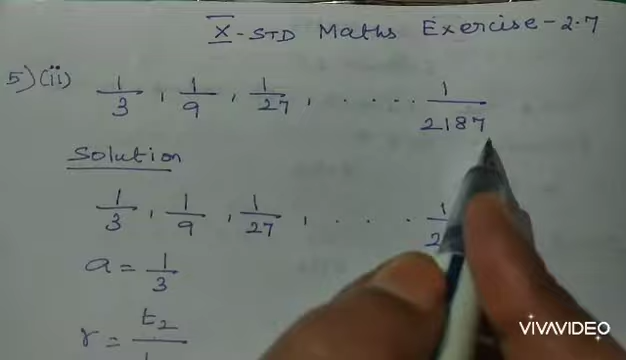 X - STD Maths Exercise - 2.7
5) (ii) 1/3, 1/9, 1/27, ..... 1/2187
Solution
1/3, 1/9, 1/27, ....
a = 1/3
r = t₂
VIVAVIDEO